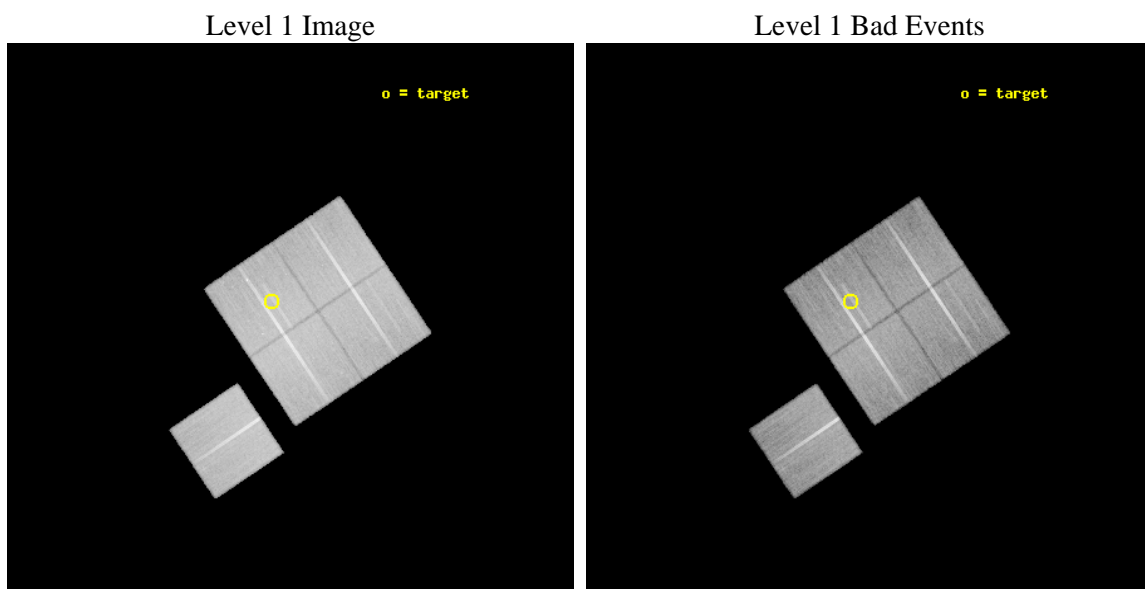 Level 1 Image
Level 1 Bad Events
o = target
o = target